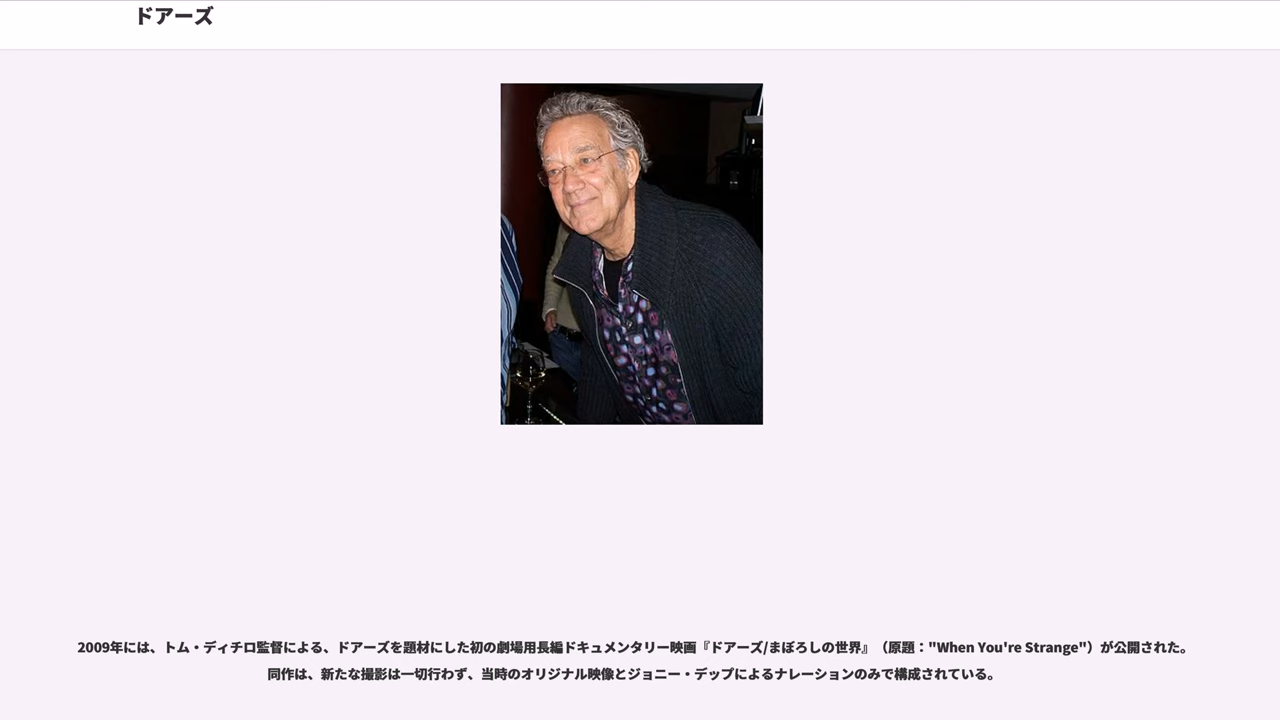 ドアーズ
2009年には、トム・ディチロ監督による、ドアーズを題材にした初の劇場用長編ドキュメンタリー映画『ドアーズ/まぼろしの世界』（原題："When You're Strange"）が公開された。
同作は、新たな撮影は一切行わず、当時のオリジナル映像とジョニー・デップによるナレーションのみで構成されている。